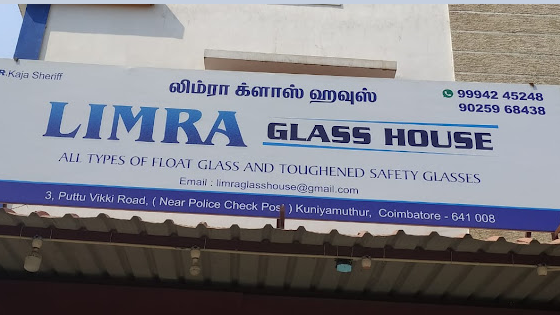 R.Kaja Sheriff
லிம்ரா க்ளாஸ் ஹவுஸ்
99942 45248
90259 68438
LIMRA GLASS HOUSE
ALL TYPES OF FLOAT GLASS AND TOUGHENED SAFETY GLASSES
Email : limraglasshouse@gmail.com
3, Puttu Vikki Road, ( Near Police Check Post ) Kuniyamuthur, Coimbatore - 641 008